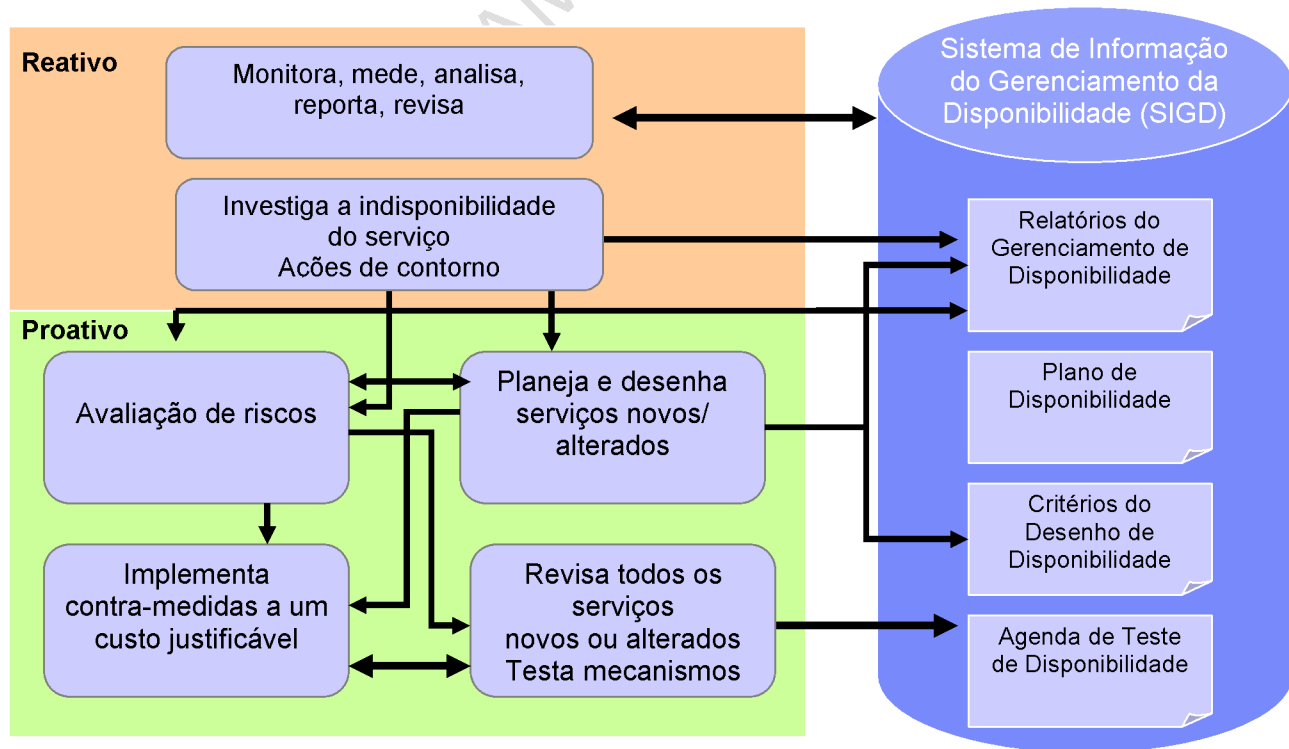 Reativo
Monitora, mede, analisa,
reporta, revisa
Investiga a indisponibilidade
do serviço
Acões de contorno
Proativo
Avaliação de riscos
Planeja e desenha
serviços novos/
alterados
Implementa
contra-medidas a um
custo justificável
Revisa todos os
serviços
novos ou alterados
Testa mecanismos
Sistema de Informação
do Gerenciamento da
Disponibilidade (SIGD)
Relatórios do
Gerenciamento de
Disponibilidade
Plano de
Disponibilidade
Critérios do
Desenho de
Disponibilidade
Agenda de Teste
de Disponibilidade